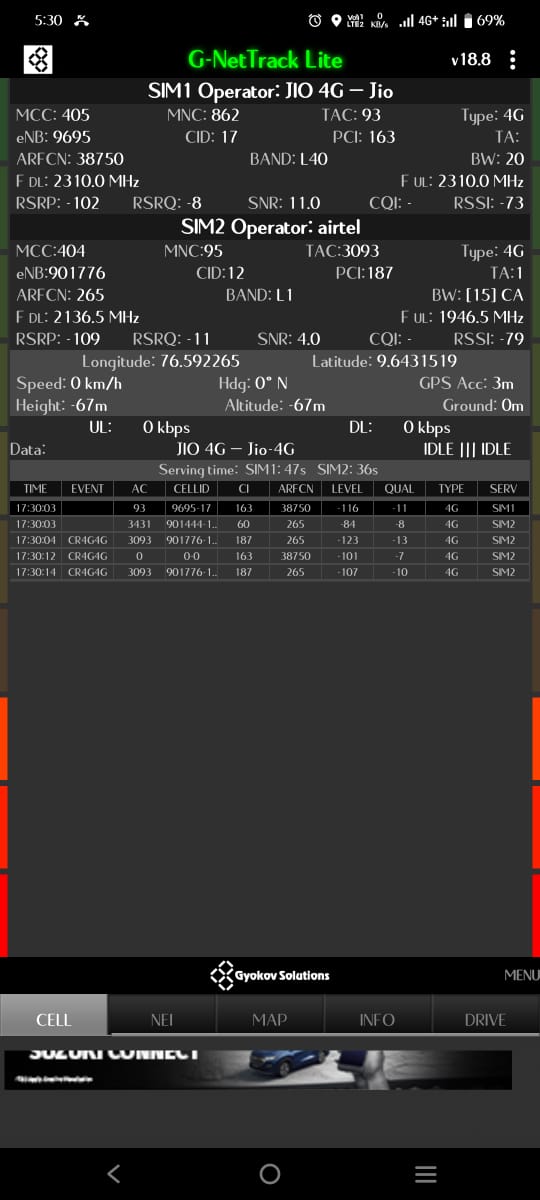 5:30 Vo1) LTE2 0 KB/s 4G+ 69%
G-NetTrack Lite v18.8
SIM1 Operator: JIO 4G — Jio
MCC: 405 MNC: 862 TAC: 93 Type: 4G
eNB: 9695 CID: 17 PCI: 163 TA:
ARFCN: 38750 BAND: L40 BW: 20
F DL: 2310.0 MHz F UL: 2310.0 MHz
RSRP: -102 RSRQ: -8 SNR: 11.0 CQI: - RSSI: -73
SIM2 Operator: airtel
MCC:404 MNC:95 TAC:3093 Type: 4G
eNB:901776 CID:12 PCI:187 TA:1
ARFCN: 265 BAND: L1 BW: [15] CA
F DL: 2136.5 MHz F UL: 1946.5 MHz
RSRP: -109 RSRQ: -11 SNR: 4.0 CQI: - RSSI: -79
Longitude: 76.592265 Latitude: 9.6431519
Speed: 0 km/h Hdg: 0° N GPS Acc: 3m
Height: -67m Altitude: -67m Ground: 0m
UL: 0 kbps DL: 0 kbps
Data: JIO 4G — Jio-4G IDLE ||| IDLE
Serving time: SIM1: 47s SIM2: 36s
TIME EVENT AC CELLID CI ARFCN LEVEL QUAL TYPE SERV
17:30:03 93 9695-17 163 38750 -116 -11 4G SIM1
17:30:03 3431 901444-1.. 60 265 -84 -8 4G SIM2
17:30:04 CR4G4G 3093 901776-1.. 187 265 -123 -13 4G SIM2
17:30:12 CR4G4G 0 0-0 163 38750 -101 -7 4G SIM2
17:30:14 CR4G4G 3093 901776-1.. 187 265 -107 -10 4G SIM2
Gyokov Solutions MENU
CELL NEI MAP INFO DRIVE
SUZUKI CONNECT